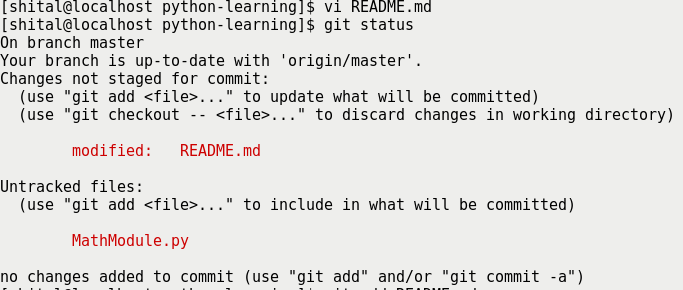 [shital@localhost python-learning]$ vi README.md
[shital@localhost python-learning]$ git status
On branch master
Your branch is up-to-date with 'origin/master'.
Changes not staged for commit:
  (use "git add <file>..." to update what will be committed)
  (use "git checkout -- <file>..." to discard changes in working directory)
        modified:   README.md
Untracked files:
  (use "git add <file>..." to include in what will be committed)
        MathModule.py
no changes added to commit (use "git add" and/or "git commit -a")